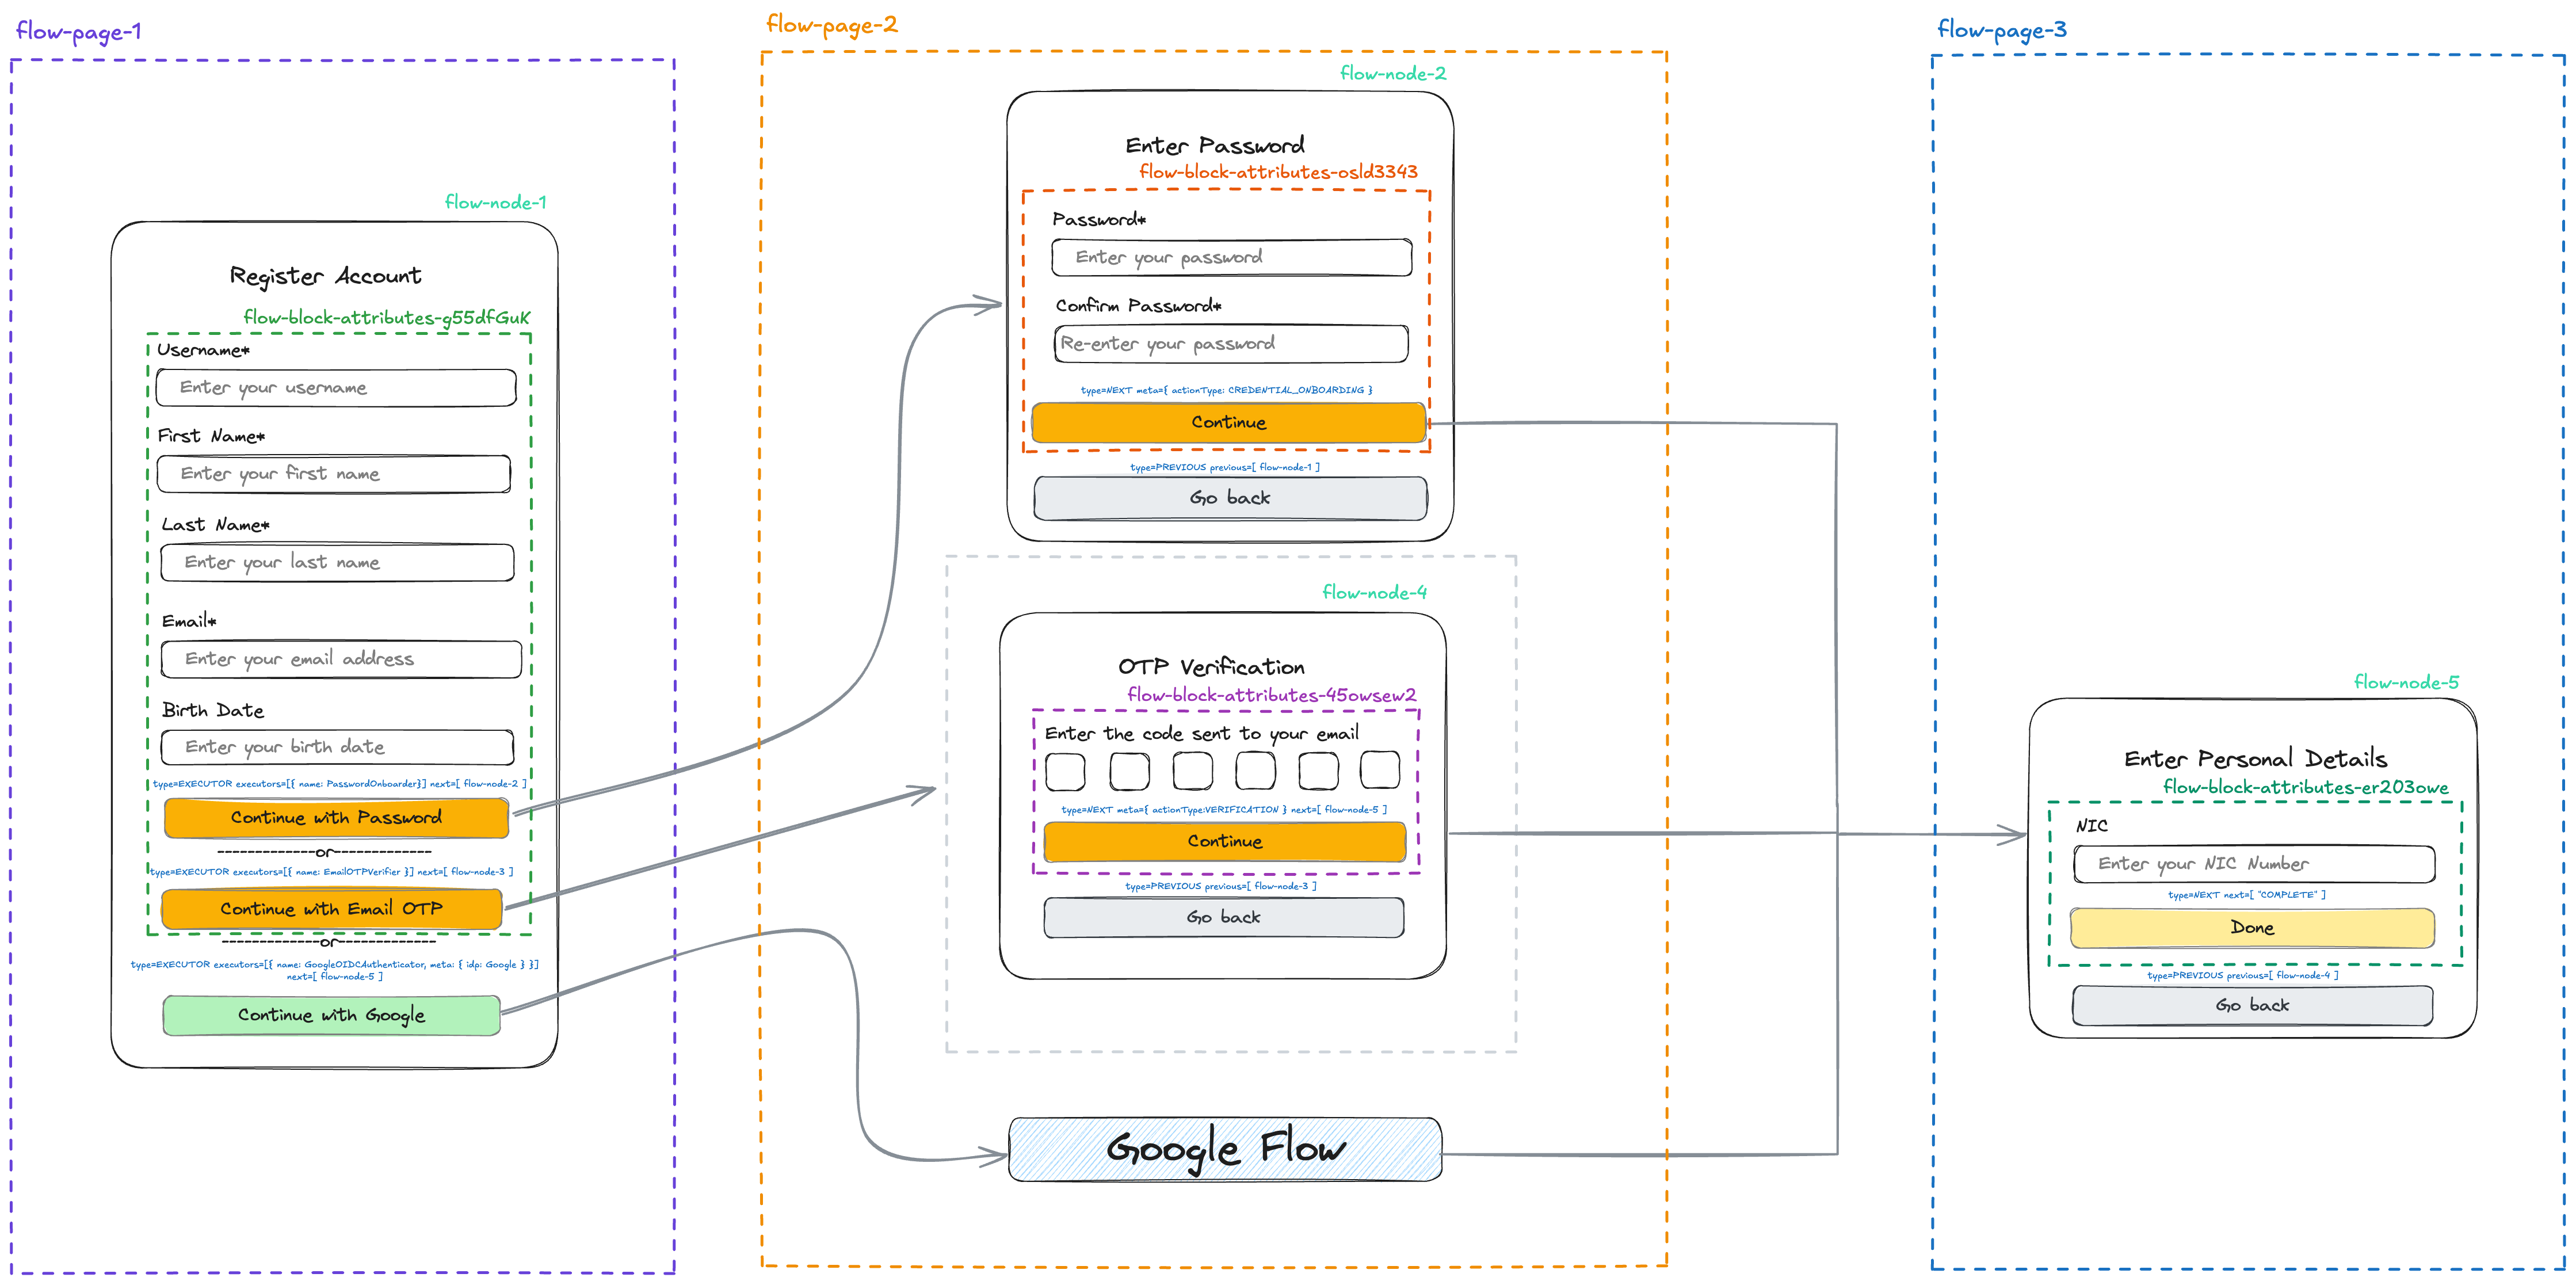 flow-page-1
flow-node-1
Register Account
flow-block-attributes-g55dfGuK
Username*
Enter your username
First Name*
Enter your first name
Last Name*
Enter your last name
Email*
Enter your email address
Birth Date
Enter your birth date
type=EXECUTOR executors=[{ name: PasswordOnboarder}] next=[ flow-node-2 ]
Continue with Password
-------------or-------------
type=EXECUTOR executors=[{ name: EmailOTPVerifier }] next=[ flow-node-3 ]
Continue with Email OTP
-------------or-------------
type=EXECUTOR executors=[{ name: GoogleOIDCAuthenticator, meta: { idp: Google } }]
next=[ flow-node-5 ]
Continue with Google
flow-page-2
flow-node-2
Enter Password
flow-block-attributes-osld3343
Password*
Enter your password
Confirm Password*
Re-enter your password
type=NEXT meta={ actionType: CREDENTIAL_ONBOARDING }
Continue
type=PREVIOUS previous=[ flow-node-1 ]
Go back
flow-node-4
OTP Verification
flow-block-attributes-45owsew2
Enter the code sent to your email
type=NEXT meta={ actionType:VERIFICATION } next=[ flow-node-5 ]
Continue
type=PREVIOUS previous=[ flow-node-3 ]
Go back
Google Flow
flow-page-3
flow-node-5
Enter Personal Details
flow-block-attributes-er203owe
NIC
Enter your NIC Number
type=NEXT next=[ "COMPLETE" ]
Done
type=PREVIOUS previous=[ flow-node-4 ]
Go back